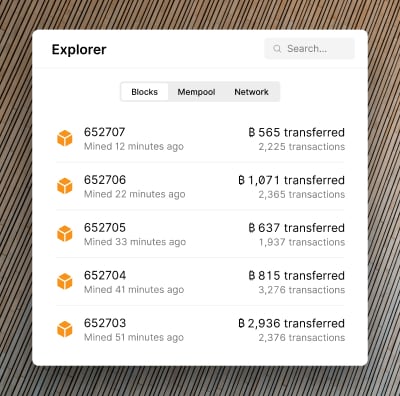 Explorer
Search...
Blocks Mempool Network
652707 ₿ 565 transferred
Mined 12 minutes ago 2,225 transactions
652706 ₿ 1,071 transferred
Mined 22 minutes ago 2,365 transactions
652705 ₿ 637 transferred
Mined 33 minutes ago 1,937 transactions
652704 ₿ 815 transferred
Mined 41 minutes ago 3,276 transactions
652703 ₿ 2,936 transferred
Mined 51 minutes ago 2,376 transactions